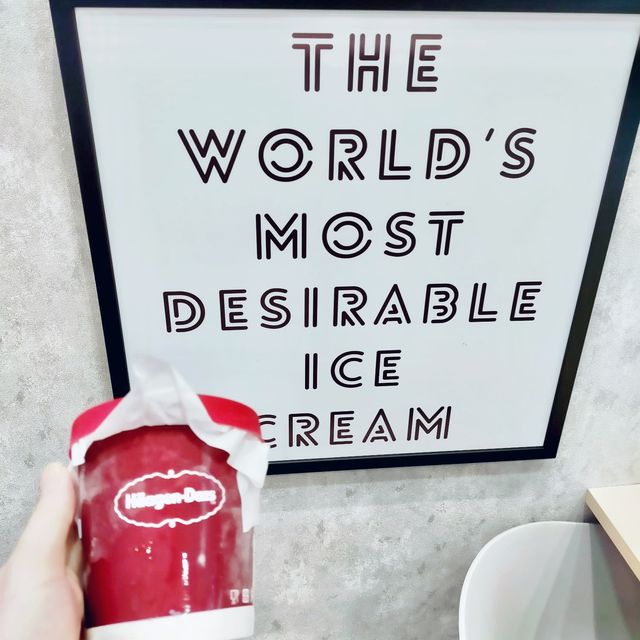 THE
WORLD'S
MOST
DESIRABLE
ICE
CREAM
Häagen-Dazs